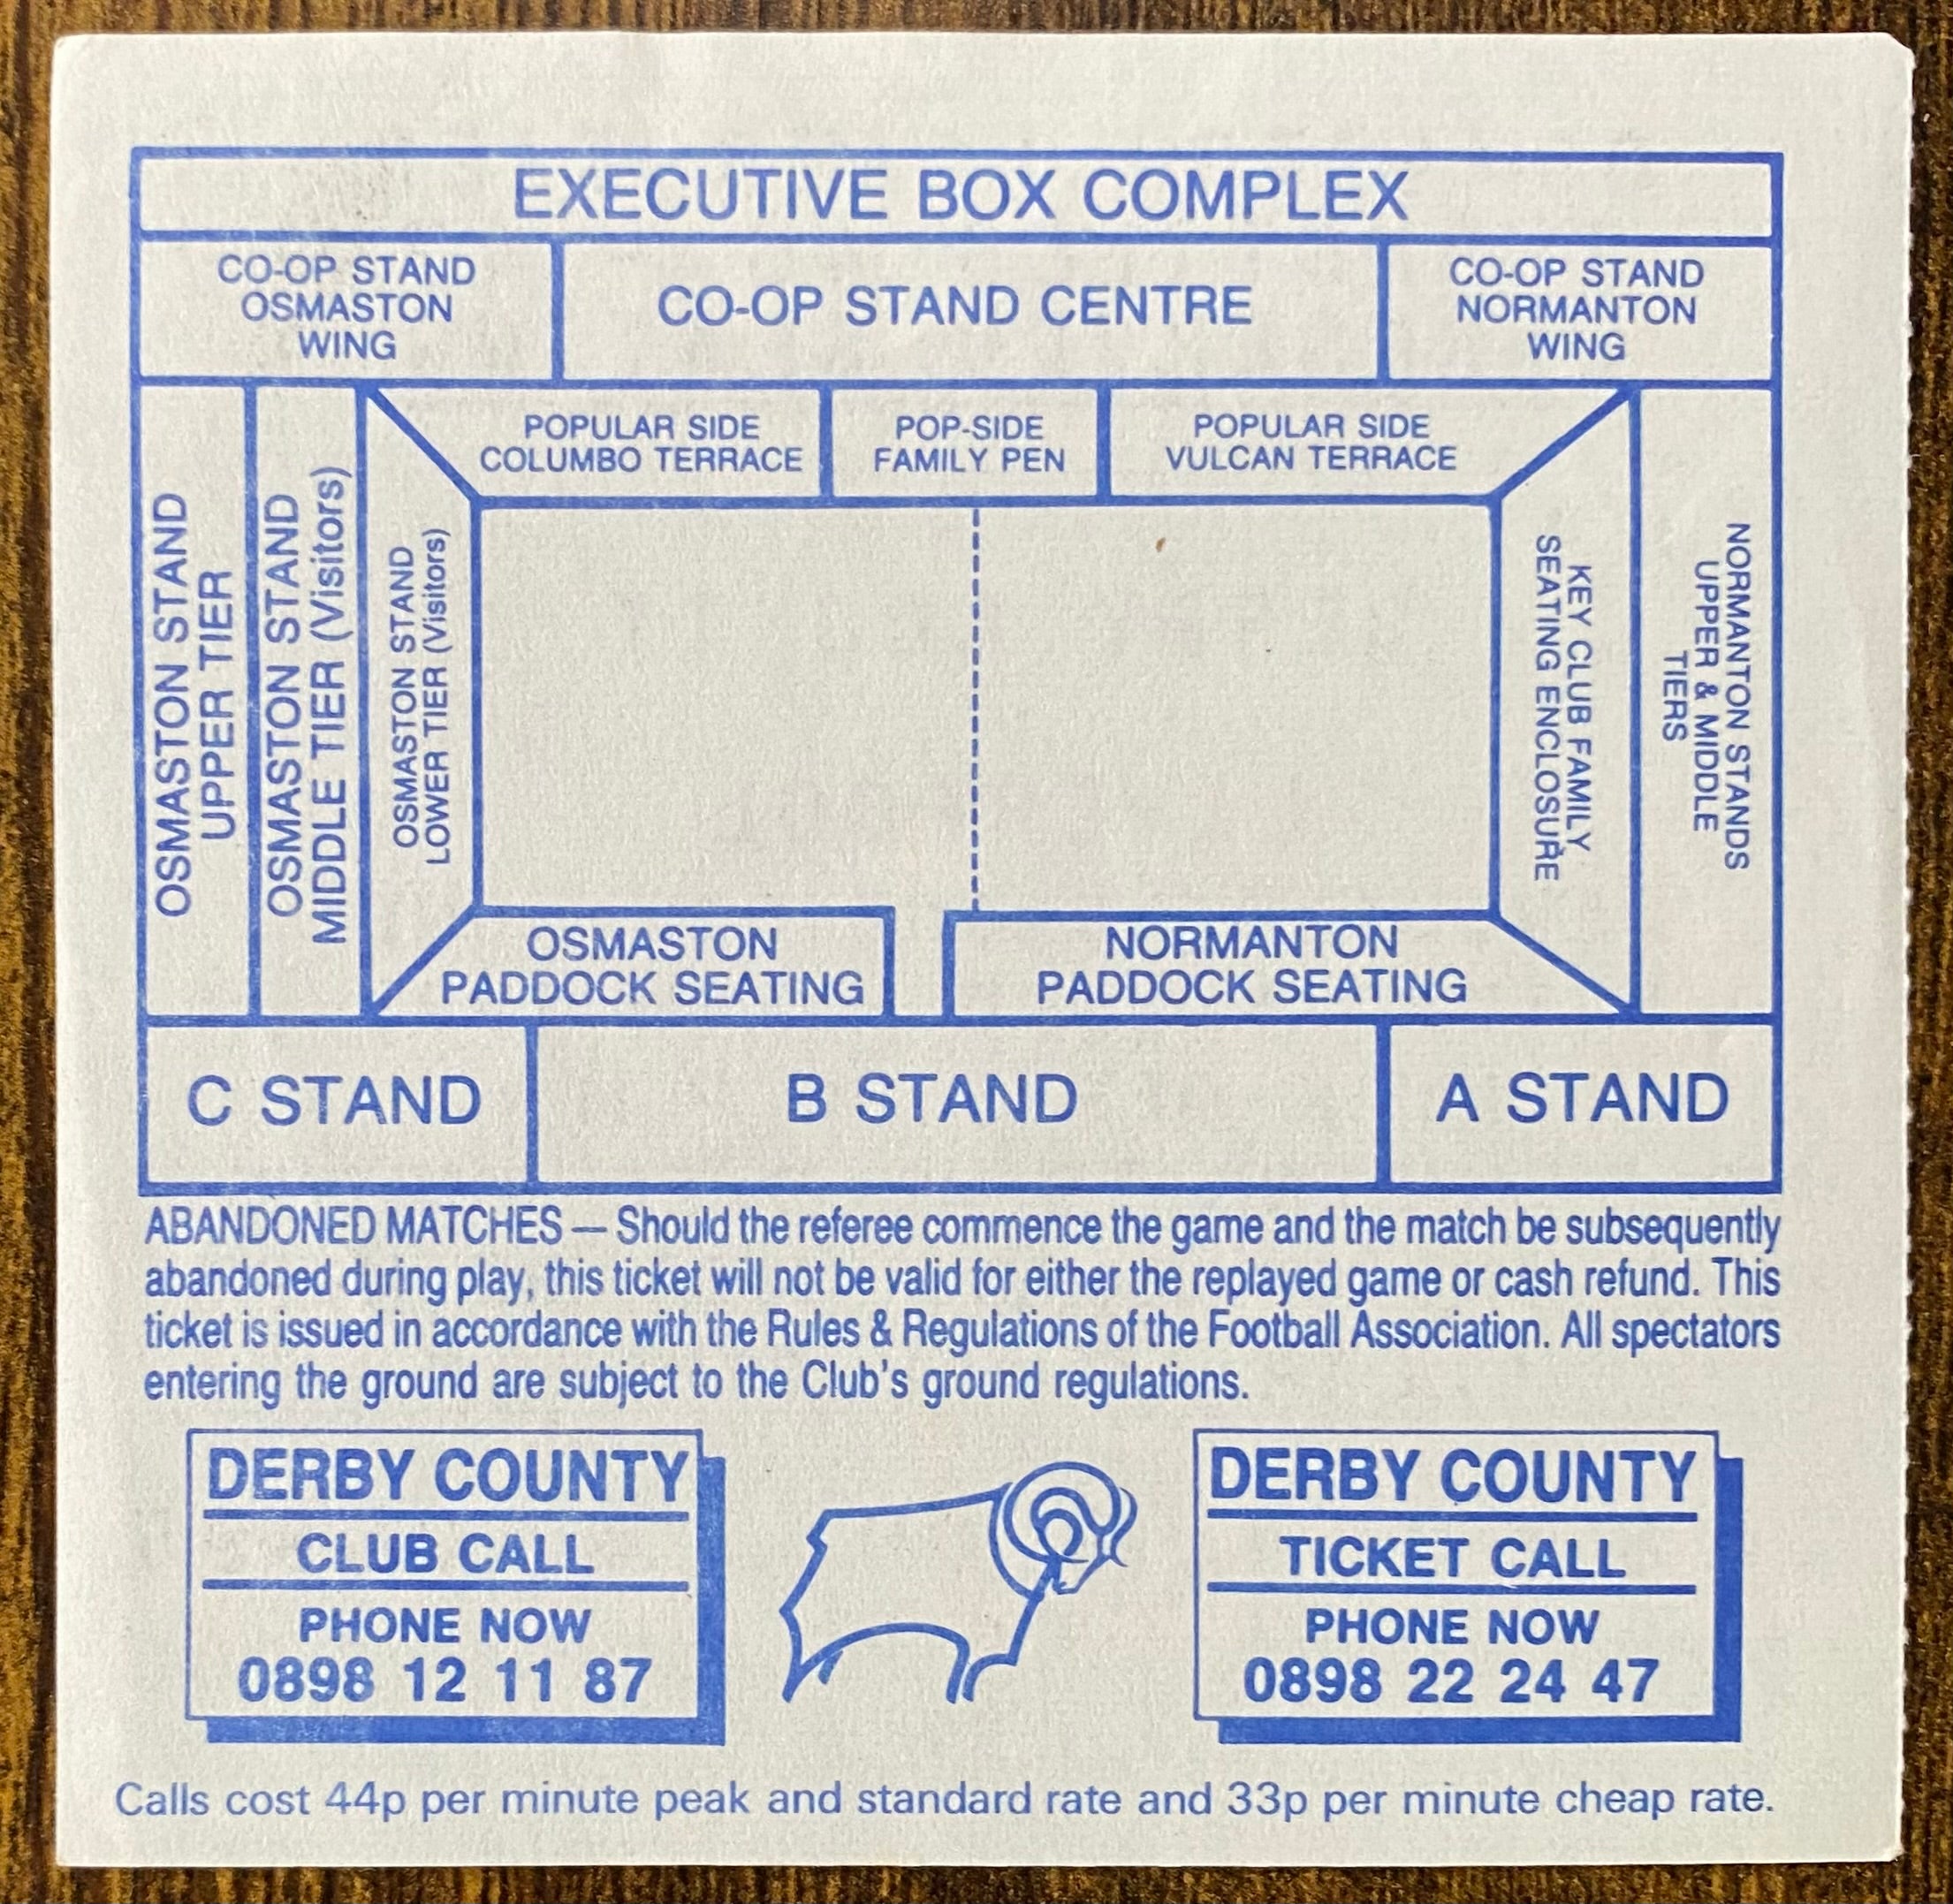 EXECUTIVE BOX COMPLEX
CO-OP STAND
OSMASTON
WING
CO-OP STAND CENTRE
CO-OP STAND
NORMANTON
WING
OSMASTON STAND
UPPER TIER
OSMASTON STAND
MIDDLE TIER (Visitors)
OSMASTON STAND
LOWER TIER (Visitors)
POPULAR SIDE
COLUMBO TERRACE
POP-SIDE
FAMILY PEN
POPULAR SIDE
VULCAN TERRACE
KEY CLUB FAMILY
SEATING ENCLOSURE
NORMANTON STANDS
UPPER & MIDDLE
TIERS
OSMASTON
PADDOCK SEATING
NORMANTON
PADDOCK SEATING
C STAND
B STAND
A STAND
ABANDONED MATCHES — Should the referee commence the game and the match be subsequently
abandoned during play, this ticket will not be valid for either the replayed game or cash refund. This
ticket is issued in accordance with the Rules & Regulations of the Football Association. All spectators
entering the ground are subject to the Club's ground regulations.
DERBY COUNTY
CLUB CALL
PHONE NOW
0898 12 11 87
DERBY COUNTY
TICKET CALL
PHONE NOW
0898 22 24 47
Calls cost 44p per minute peak and standard rate and 33p per minute cheap rate.